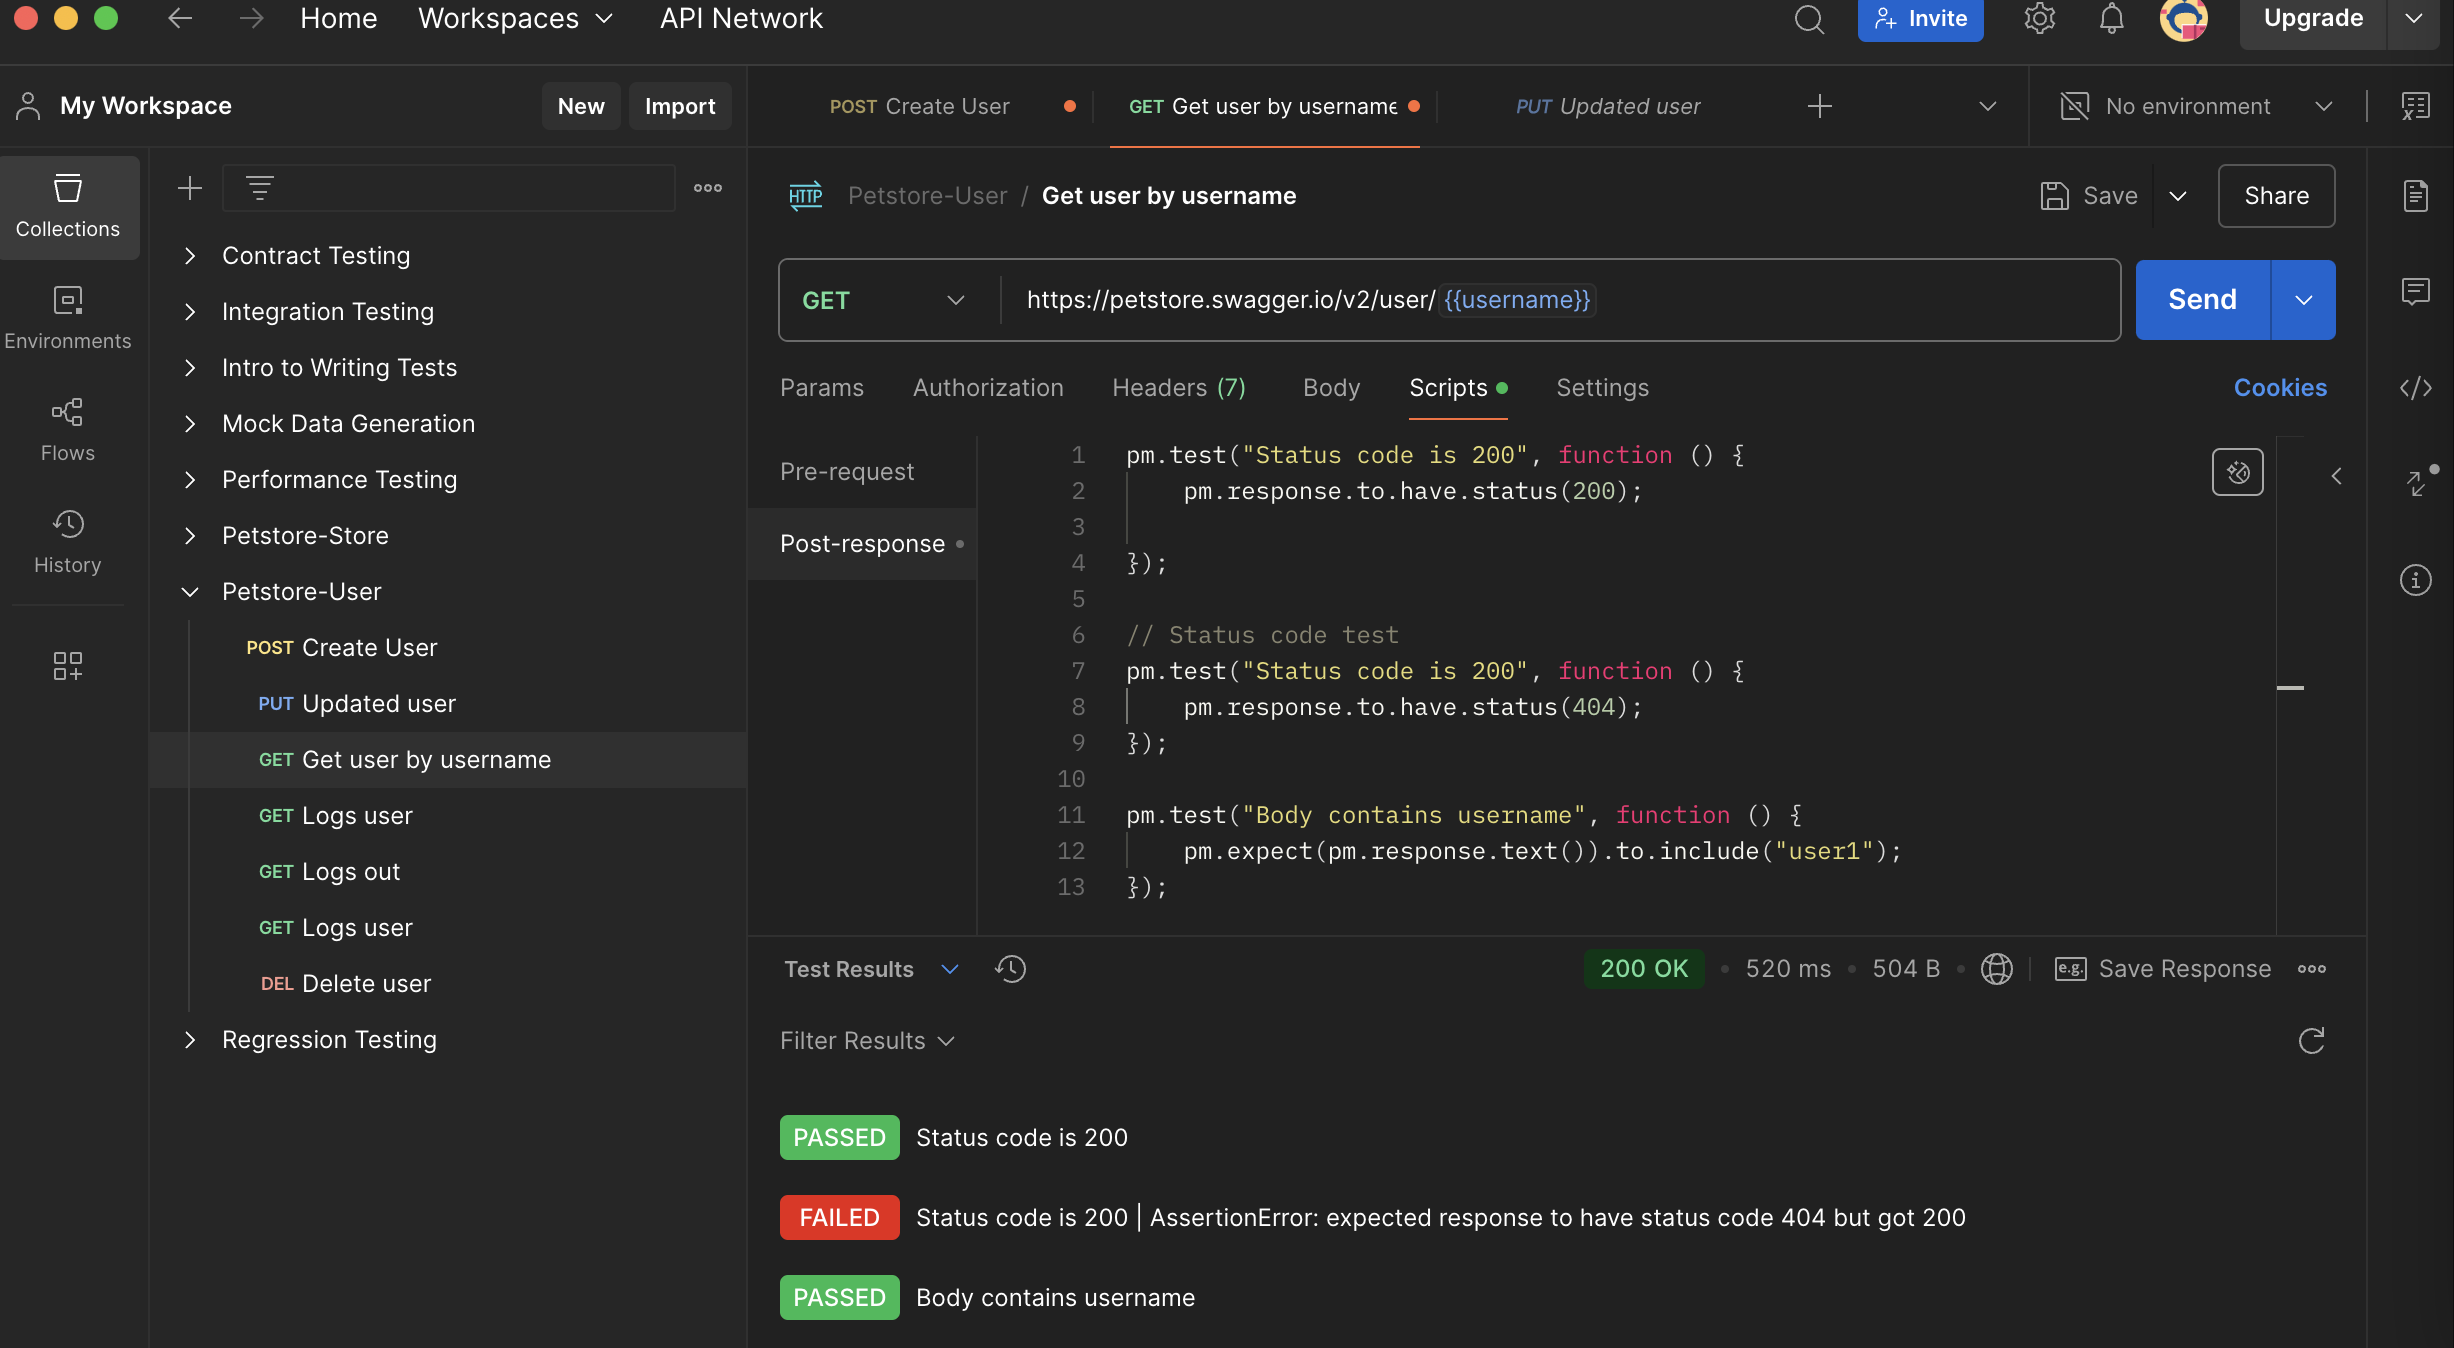 Home Workspaces API Network Invite Upgrade
My Workspace New Import POST Create User GET Get user by username PUT Updated user No environment
Collections
Environments
Flows
History
Contract Testing
Integration Testing
Intro to Writing Tests
Mock Data Generation
Performance Testing
Petstore-Store
Petstore-User
POST Create User
PUT Updated user
GET Get user by username
GET Logs user
GET Logs out
GET Logs user
DEL Delete user
Regression Testing
HTTP Petstore-User / Get user by username Save Share
GET https://petstore.swagger.io/v2/user/{{username}} Send
Params Authorization Headers (7) Body Scripts Settings Cookies
Pre-request
Post-response
1 pm.test("Status code is 200", function () {
2 pm.response.to.have.status(200);
3
4 });
5
6 // Status code test
7 pm.test("Status code is 200", function () {
8 pm.response.to.have.status(404);
9 });
10
11 pm.test("Body contains username", function () {
12 pm.expect(pm.response.text()).to.include("user1");
13 });
Test Results 200 OK 520 ms 504 B e.g. Save Response
Filter Results
PASSED Status code is 200
FAILED Status code is 200 | AssertionError: expected response to have status code 404 but got 200
PASSED Body contains username